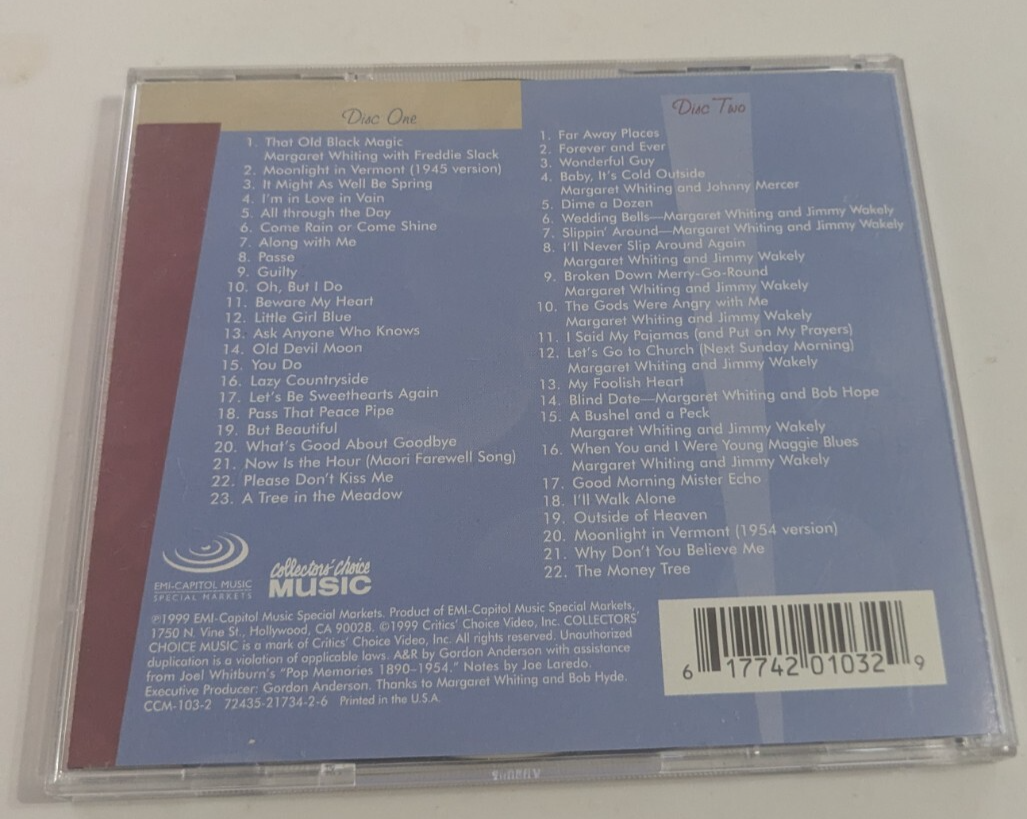 Disc One
1. That Old Black Magic
Margaret Whiting with Freddie Slack
2. Moonlight in Vermont (1945 version)
3. It Might As Well Be Spring
4. I'm in Love in Vain
5. All through the Day
6. Come Rain or Come Shine
7. Along with Me
8. Passe
9. Guilty
10. Oh, But I Do
11. Beware My Heart
12. Little Girl Blue
13. Ask Anyone Who Knows
14. Old Devil Moon
15. You Do
16. Lazy Countryside
17. Let's Be Sweethearts Again
18. Pass That Peace Pipe
19. But Beautiful
20. What's Good About Goodbye
21. Now Is the Hour (Maori Farewell Song)
22. Please Don't Kiss Me
23. A Tree in the Meadow
Disc Two
1. Far Away Places
2. Forever and Ever
3. Wonderful Guy
4. Baby, It's Cold Outside
Margaret Whiting and Johnny Mercer
5. Dime a Dozen
6. Wedding Bells—Margaret Whiting and Jimmy Wakely
7. Slippin' Around—Margaret Whiting and Jimmy Wakely
8. I'll Never Slip Around Again
Margaret Whiting and Jimmy Wakely
9. Broken Down Merry-Go-Round
Margaret Whiting and Jimmy Wakely
10. The Gods Were Angry with Me
Margaret Whiting and Jimmy Wakely
11. I Said My Pajamas (and Put on My Prayers)
12. Let's Go to Church (Next Sunday Morning)
Margaret Whiting and Jimmy Wakely
13. My Foolish Heart
14. Blind Date—Margaret Whiting and Bob Hope
15. A Bushel and a Peck
Margaret Whiting and Jimmy Wakely
16. When You and I Were Young Maggie Blues
Margaret Whiting and Jimmy Wakely
17. Good Morning Mister Echo
18. I'll Walk Alone
19. Outside of Heaven
20. Moonlight in Vermont (1954 version)
21. Why Don't You Believe Me
22. The Money Tree
EMI-CAPITOL MUSIC
SPECIAL MARKETS
collectors' choice
MUSIC
℗1999 EMI-Capitol Music Special Markets. Product of EMI-Capitol Music Special Markets,
1750 N. Vine St., Hollywood, CA 90028. ©1999 Critics' Choice Video, Inc. COLLECTORS'
CHOICE MUSIC is a mark of Critics' Choice Video, Inc. All rights reserved. Unauthorized
duplication is a violation of applicable laws. A&R by Gordon Anderson with assistance
from Joel Whitburn's "Pop Memories 1890-1954." Notes by Joe Laredo.
Executive Producer: Gordon Anderson. Thanks to Margaret Whiting and Bob Hyde.
CCM-103-2 72435-21734-2-6 Printed in the U.S.A.
6 17742 01032 9